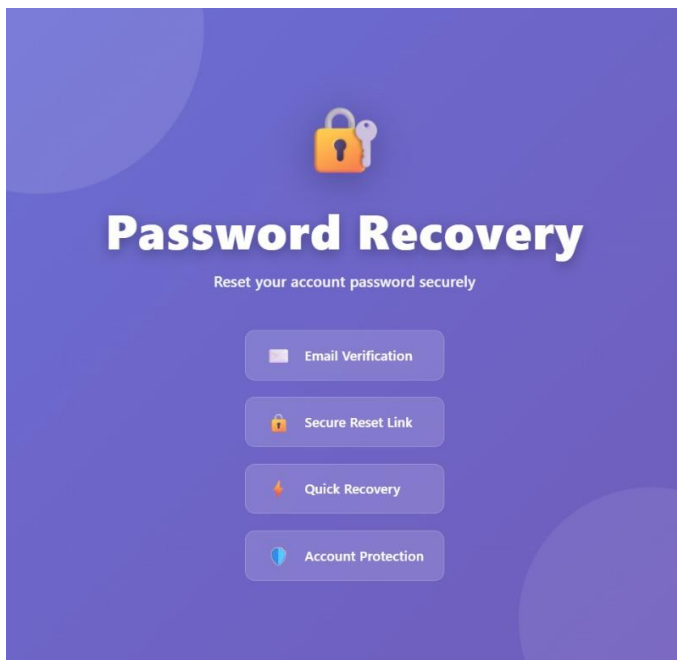 Password Recovery
Reset your account password securely
Email Verification
Secure Reset Link
Quick Recovery
Account Protection